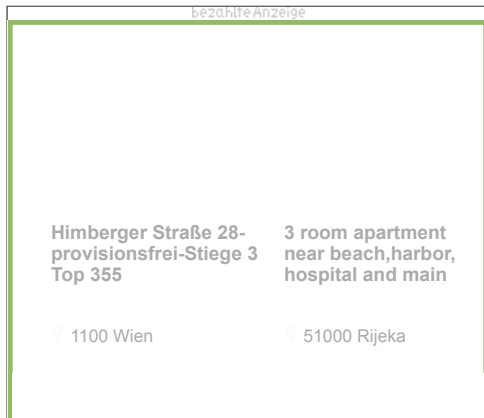 bezahlte Anzeige
Himberger Straße 28-
provisionsfrei-Stiege 3
Top 355
1100 Wien
3 room apartment
near beach,harbor,
hospital and main
51000 Rijeka